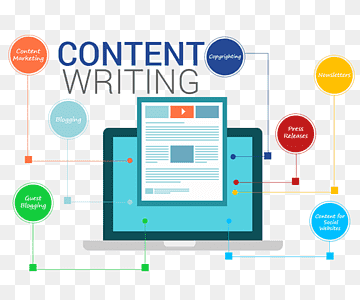 CONTENT
WRITING
Content
Marketing
Copyrighting
Newsletters
Blogging
Press
Releases
Guest
Blogging
Content for
Social
Websites